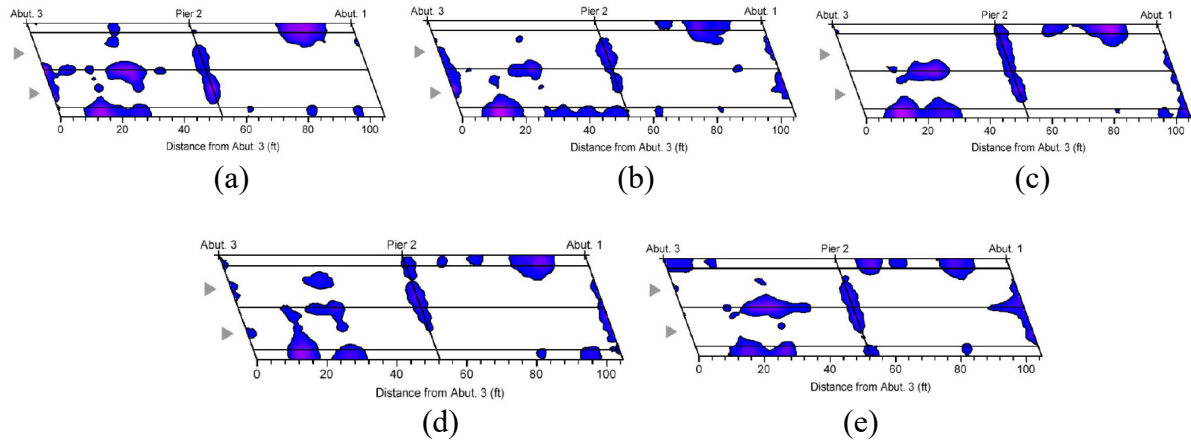 Abut. 3 Pier 2 Abut. 1
0 20 40 60 80 100
Distance from Abut. 3 (ft)
(a)
Abut. 3 Pier 2 Abut. 1
0 20 40 60 80 100
Distance from Abut. 3 (ft)
(b)
Abut. 3 Pier 2 Abut. 1
0 20 40 60 80 100
Distance from Abut. 3 (ft)
(c)
Abut. 3 Pier 2 Abut. 1
0 20 40 60 80 100
Distance from Abut. 3 (ft)
(d)
Abut. 3 Pier 2 Abut. 1
0 20 40 60 80 100
Distance from Abut. 3 (ft)
(e)